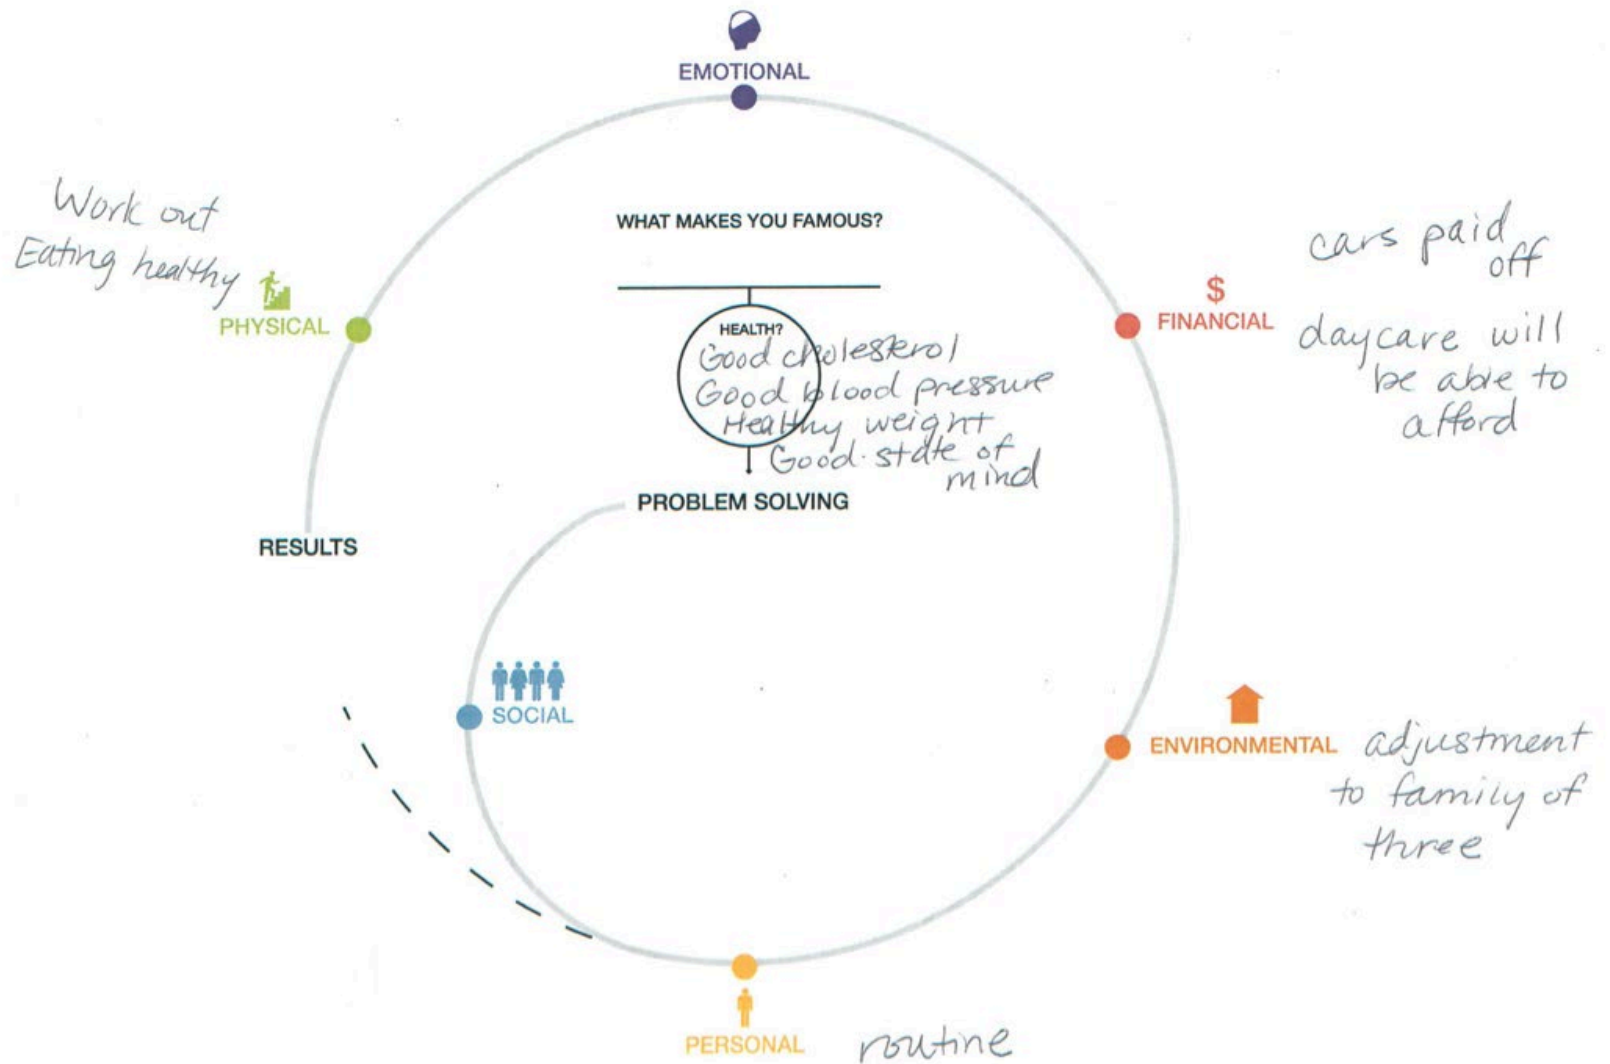 EMOTIONAL
WHAT MAKES YOU FAMOUS?
Work out
Eating healthy
PHYSICAL
cars paid
off
$
FINANCIAL
daycare will
be able to
afford
HEALTH?
Good cholesterol
Good blood pressure
Healthy weight
Good state of
mind
PROBLEM SOLVING
RESULTS
SOCIAL
ENVIRONMENTAL
adjustment
to family of
three
PERSONAL
routine